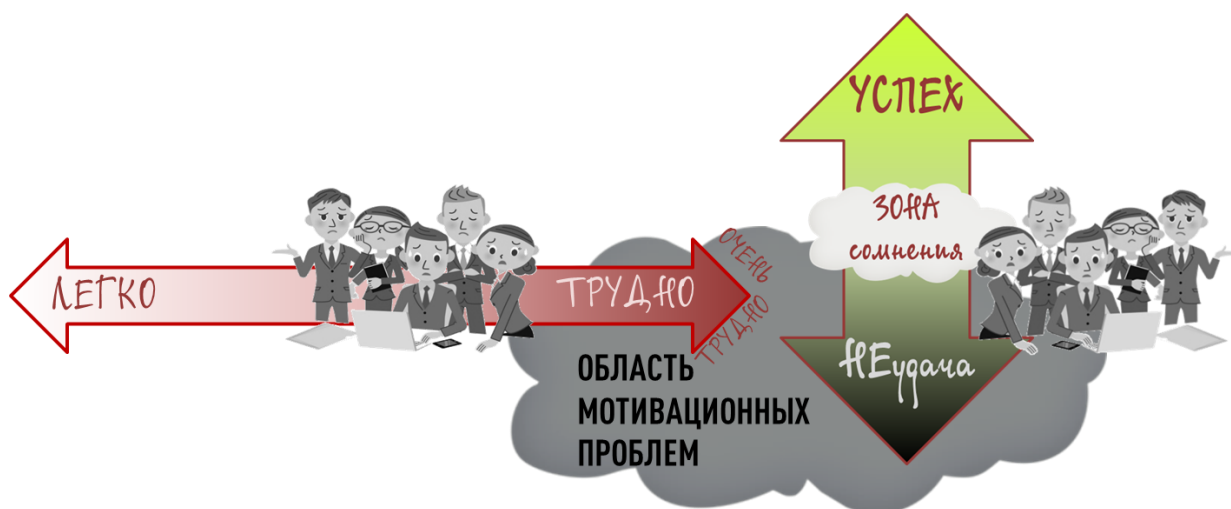 ЛЕГКО
ТРУДНО
ОЧЕНЬ
ТРУДНО
ОБЛАСТЬ
МОТИВАЦИОННЫХ
ПРОБЛЕМ
УСПЕХ
ЗОНА
сомнения
НЕудача